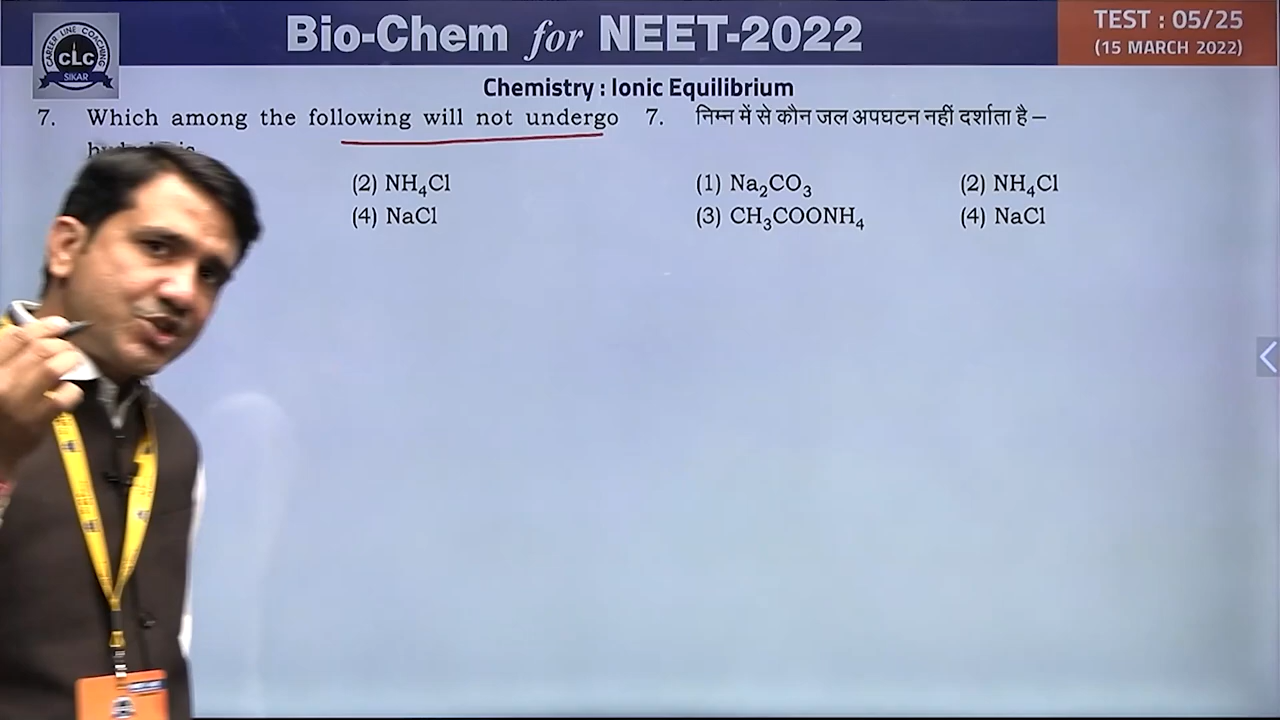 CAREER LINE COACHING
CLC
SIKAR
Bio-Chem for NEET-2022
TEST : 05/25
(15 MARCH 2022)
Chemistry : Ionic Equilibrium
7. Which among the following will not undergo
(2) NH₄Cl
(4) NaCl
7. निम्न में से कौन जल अपघटन नहीं दर्शाता है –
(1) Na₂CO₃ (2) NH₄Cl
(3) CH₃COONH₄ (4) NaCl